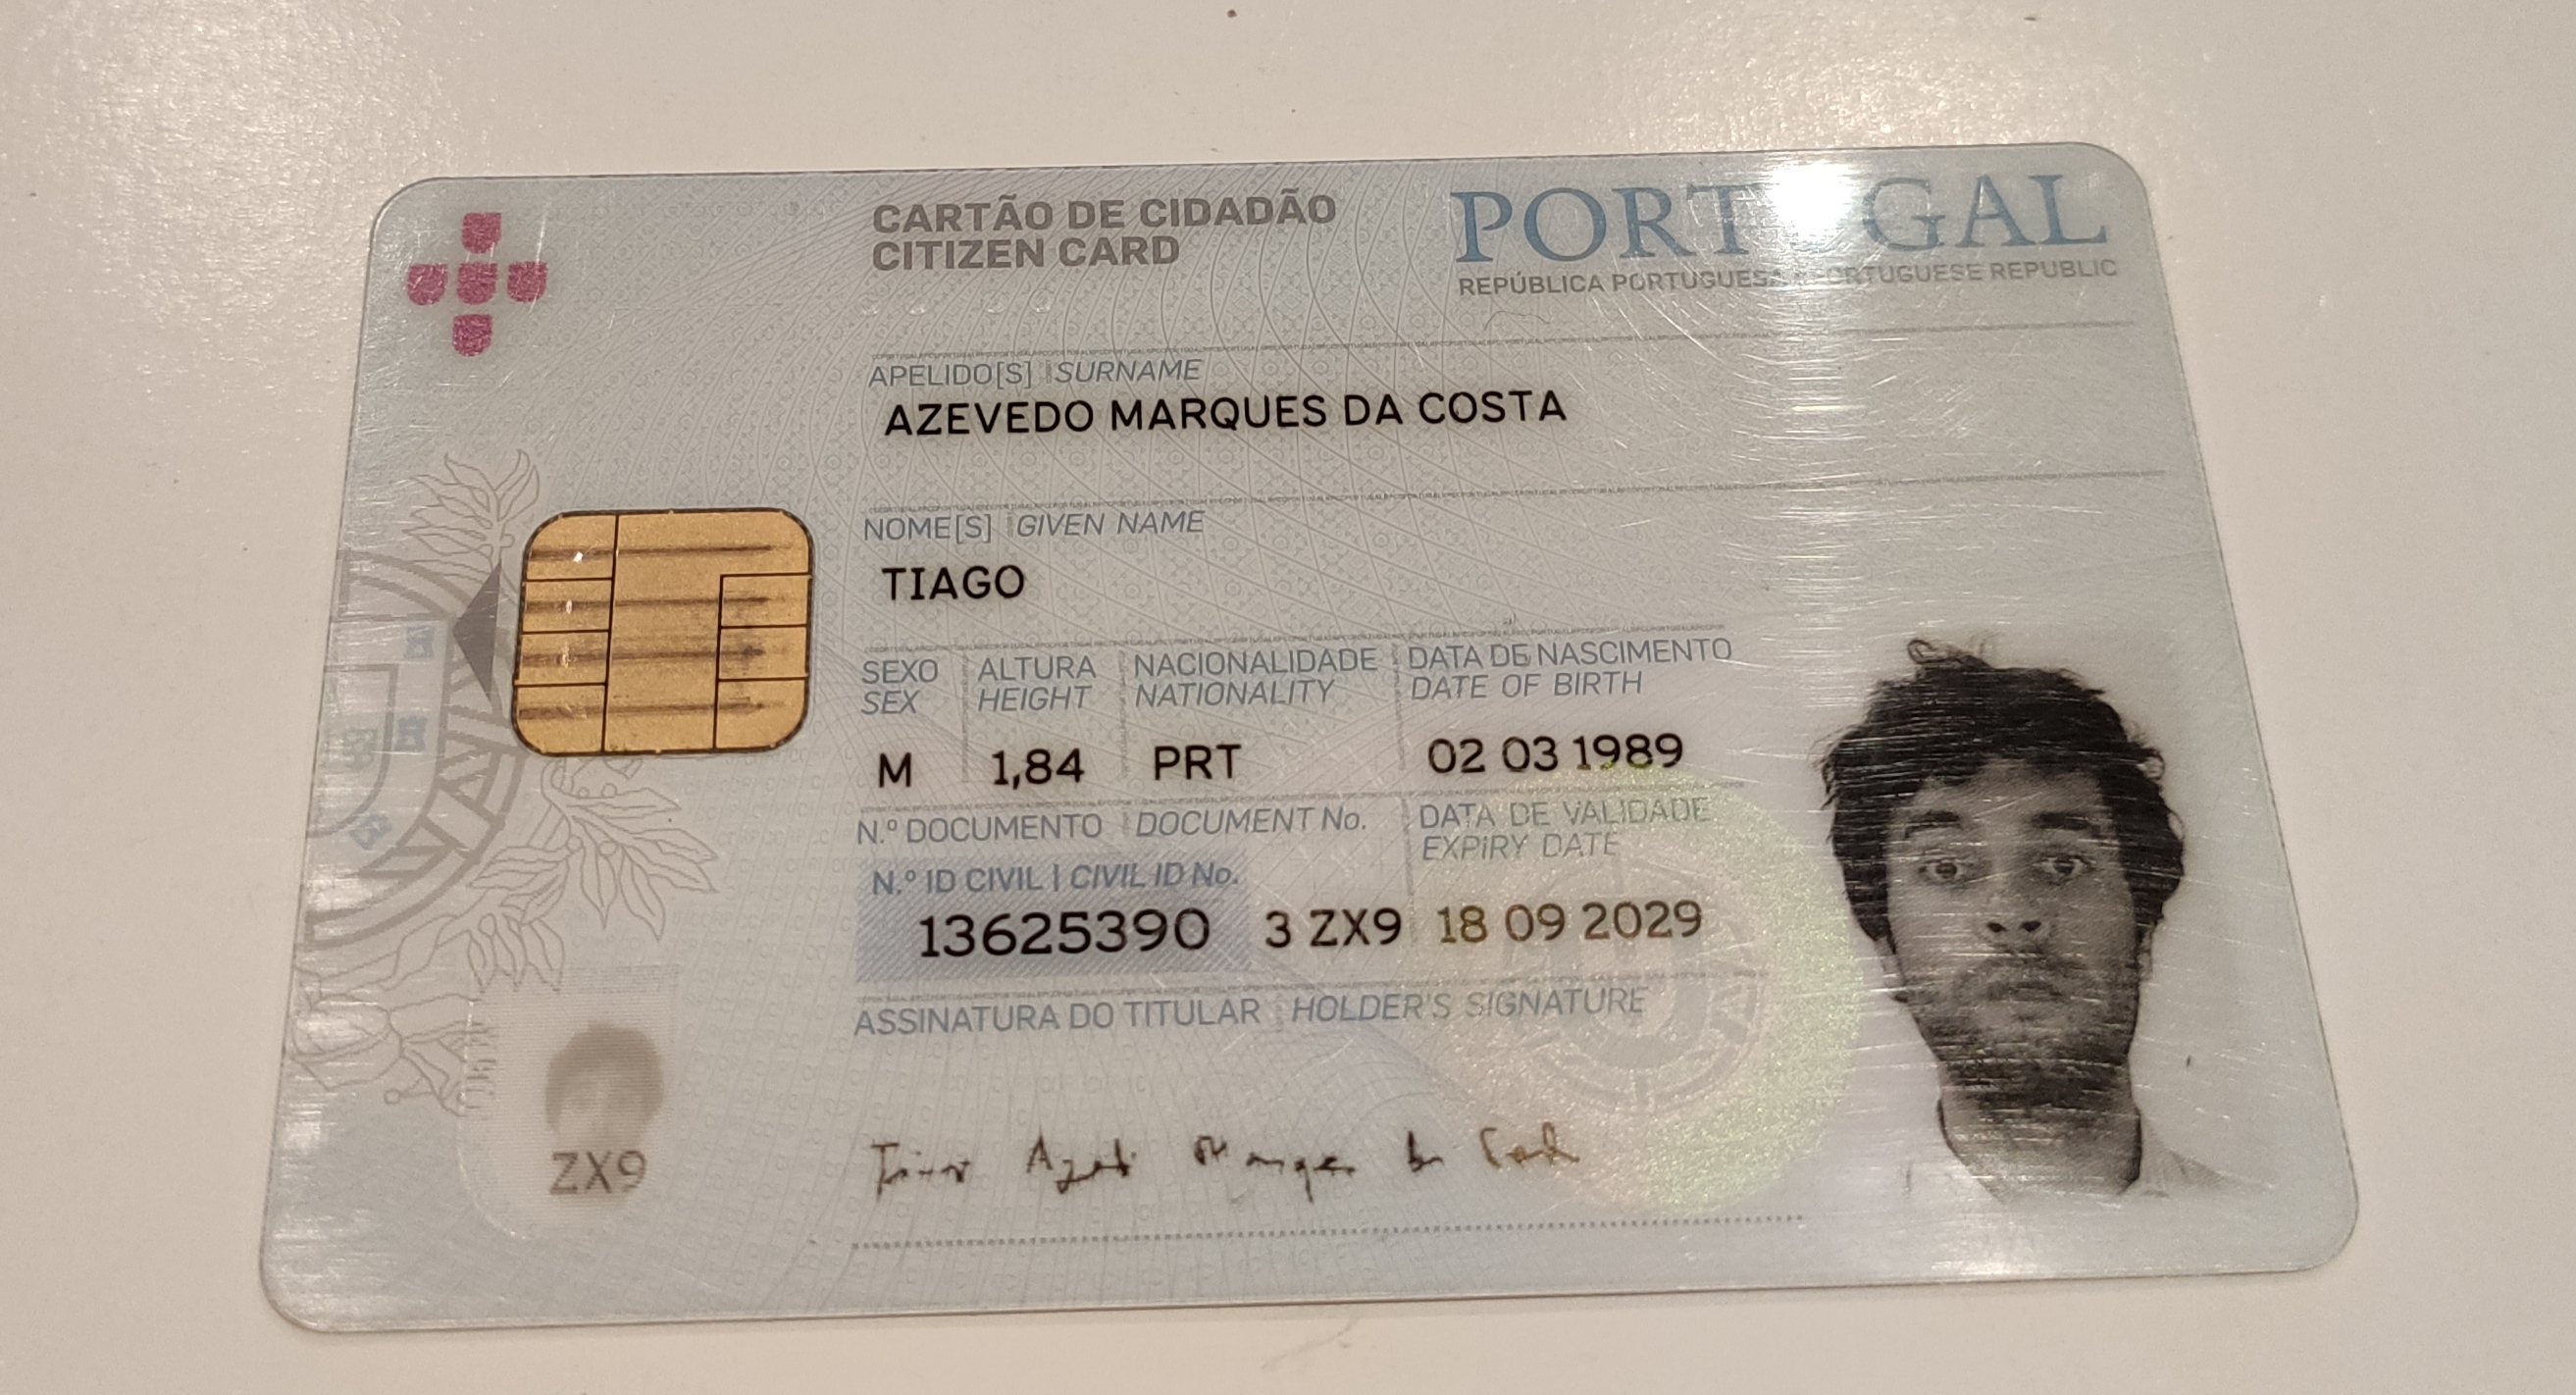 CARTÃO DE CIDADÃO
CITIZEN CARD
PORTUGAL
REPÚBLICA PORTUGUESA PORTUGUESE REPUBLIC
APELIDO[S] SURNAME
AZEVEDO MARQUES DA COSTA
NOME[S] GIVEN NAME
TIAGO
SEXO ALTURA NACIONALIDADE DATA DE NASCIMENTO
SEX HEIGHT NATIONALITY DATE OF BIRTH
M 1,84 PRT 02 03 1989
N.º DOCUMENTO DOCUMENT No. DATA DE VALIDADE
EXPIRY DATE
N.º ID CIVIL | CIVIL ID No.
13625390 3 ZX9 18 09 2029
ASSINATURA DO TITULAR HOLDER'S SIGNATURE
ZX9